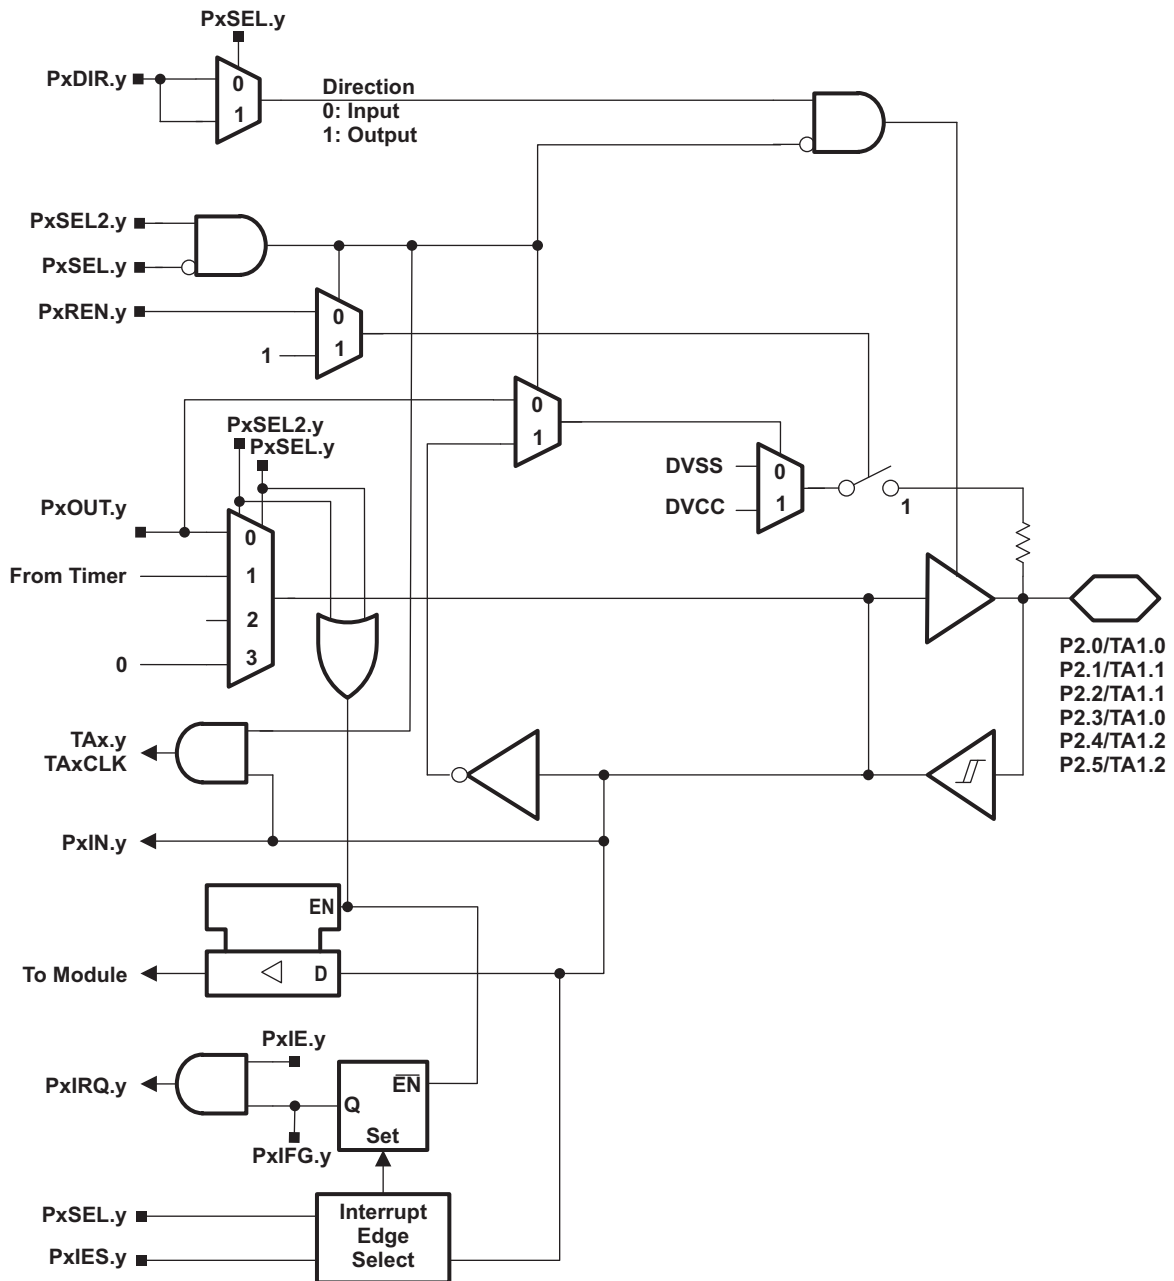 PxSEL.y
PxDIR.y
0
1
Direction
0: Input
1: Output
PxSEL2.y
PxSEL.y
PxREN.y
0
1
1
0
1
PxSEL2.y
PxSEL.y
DVSS
DVCC
0
1
1
PxOUT.y
0
From Timer
1
2
0
3
P2.0/TA1.0
P2.1/TA1.1
P2.2/TA1.1
P2.3/TA1.0
P2.4/TA1.2
P2.5/TA1.2
TAx.y
TAxCLK
PxIN.y
EN
To Module
D
PxIE.y
PxIRQ.y
EN
Q
Set
PxIFG.y
PxSEL.y
PxIES.y
Interrupt
Edge
Select